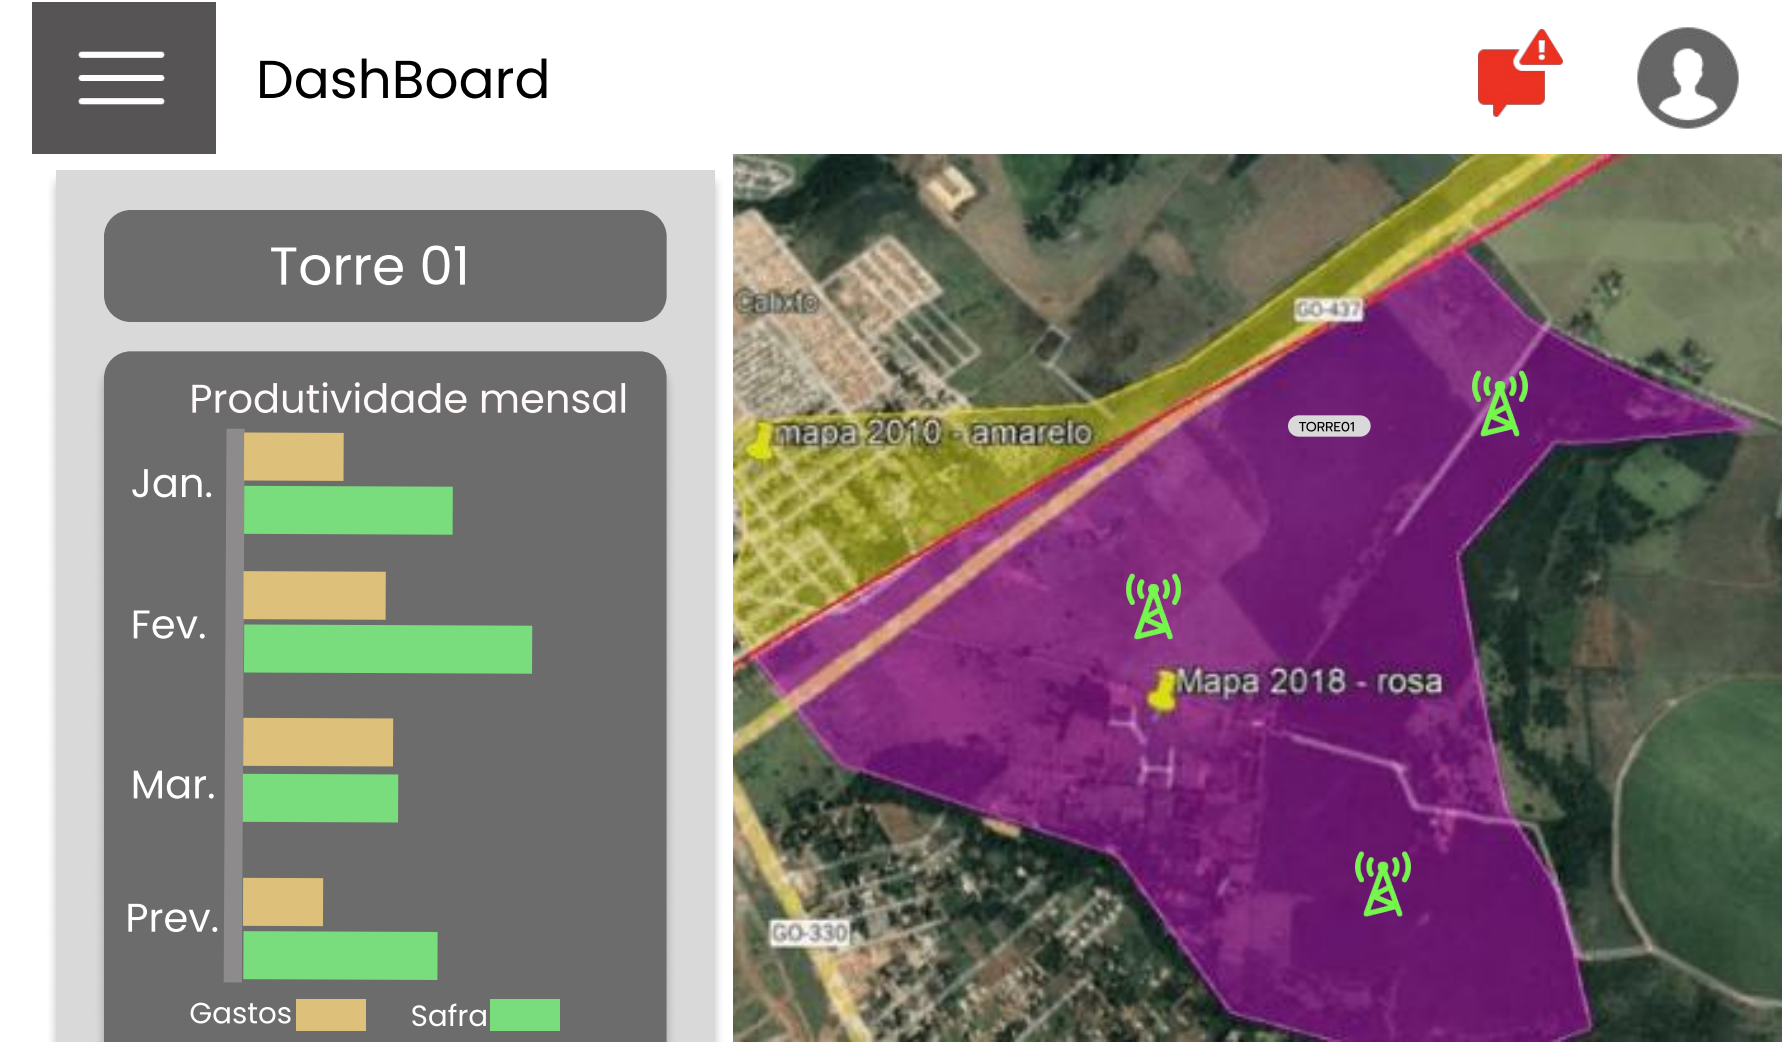 DashBoard
Torre 01
Produtividade mensal
Jan.
Fev.
Mar.
Prev.
Gastos
Safra
Calixto
GO-437
TORRE01
mapa 2010 - amarelo
Mapa 2018 - rosa
GO-330